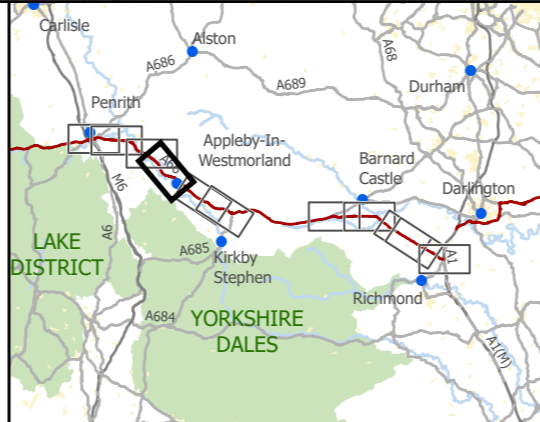 Carlisle
Alston
A686
A68
A689
Durham
Penrith
Appleby-In-
Westmorland
A66
Barnard
Castle
Darlington
M6
A6
LAKE
DISTRICT
A685
Kirkby
Stephen
A1
Richmond
A684
YORKSHIRE
DALES
A1(M)